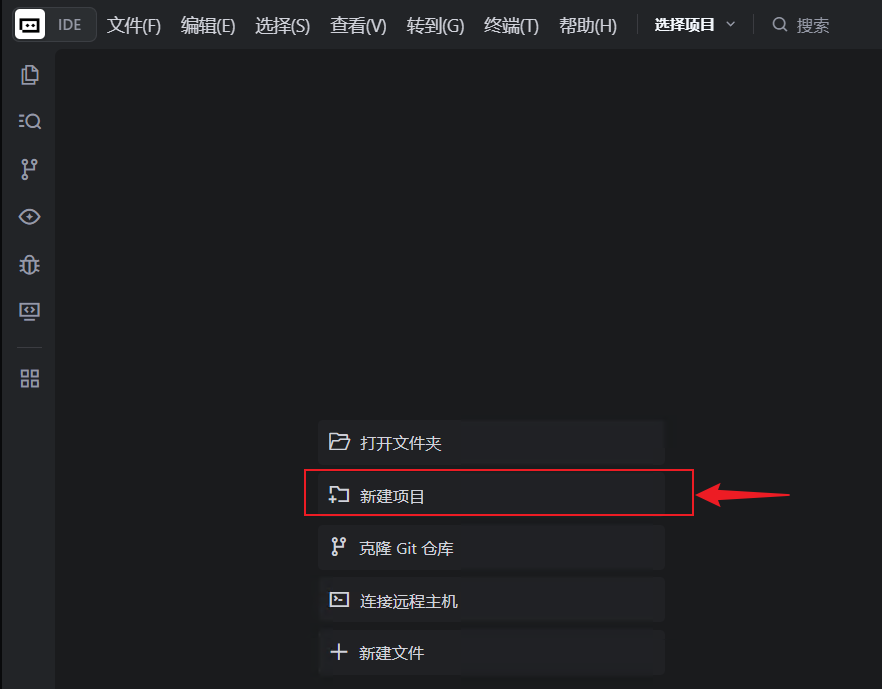 IDE 文件(F) 编辑(E) 选择(S) 查看(V) 转到(G) 终端(T) 帮助(H) 选择项目 搜索
打开文件夹
新建项目
克隆 Git 仓库
连接远程主机
新建文件